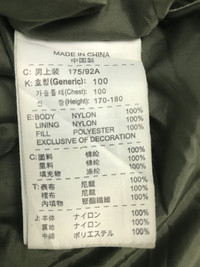 MADE IN CHINA
中国製
C: 男上装 175/92A
K: 호칭(Generic): 100
가슴둘레(Chest): 100
신장(Height): 170-180
E: BODY NYLON 100%
LINING NYLON 100%
FILL POLYESTER 100%
EXCLUSIVE OF DECORATION
C: 面料 锦纶 100%
里料 锦纶 100%
填充物 涤纶 100%
T: 表布 尼龍 100%
裡布 尼龍 100%
內填物 聚酯纖維 100%
J: 本体 ナイロン 100%
裏地 ナイロン 100%
中綿 ポリエステル 100%